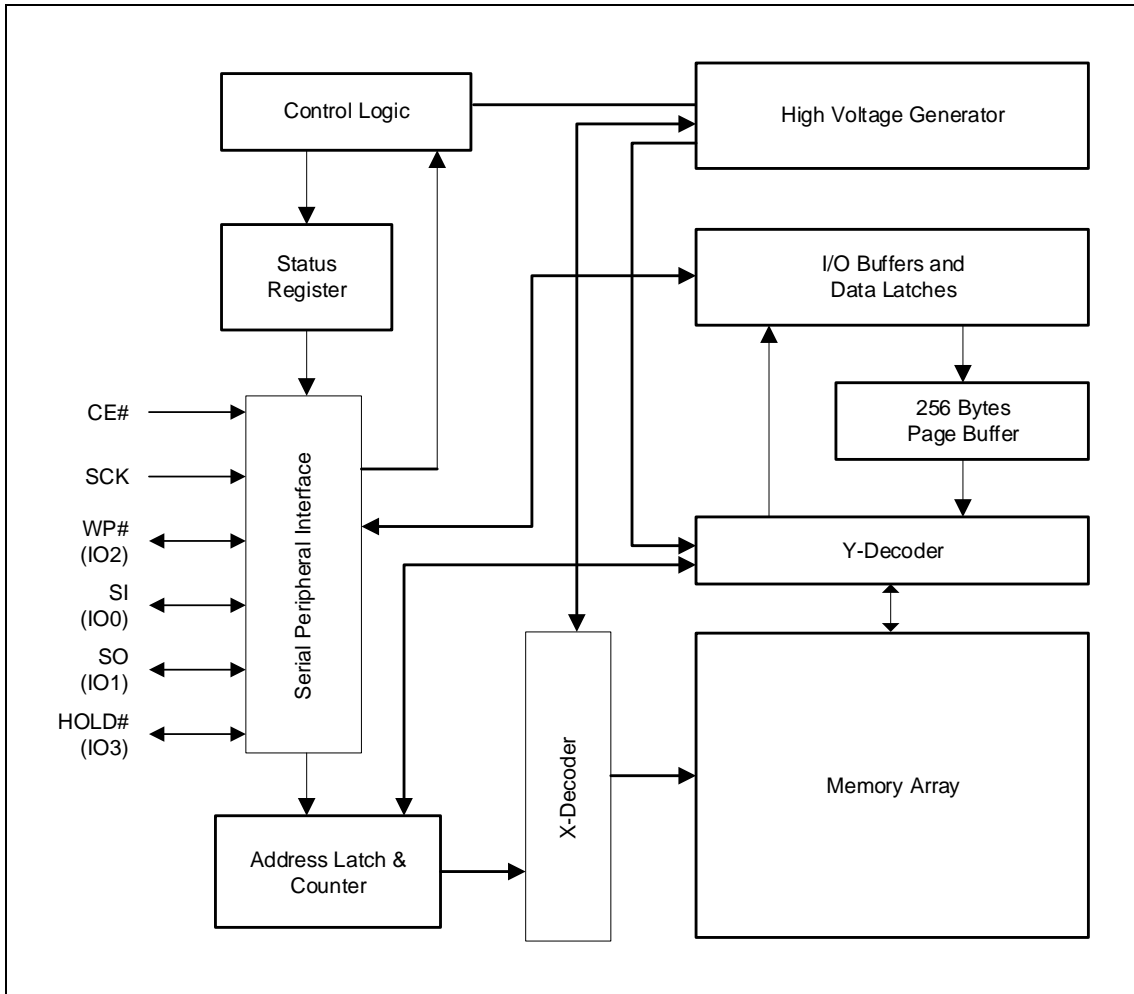 Control Logic
High Voltage Generator
Status
Register
I/O Buffers and
Data Latches
256 Bytes
Page Buffer
CE#
SCK
WP#
(IO2)
SI
(IO0)
SO
(IO1)
HOLD#
(IO3)
Serial Peripheral Interface
Y-Decoder
X-Decoder
Memory Array
Address Latch &
Counter